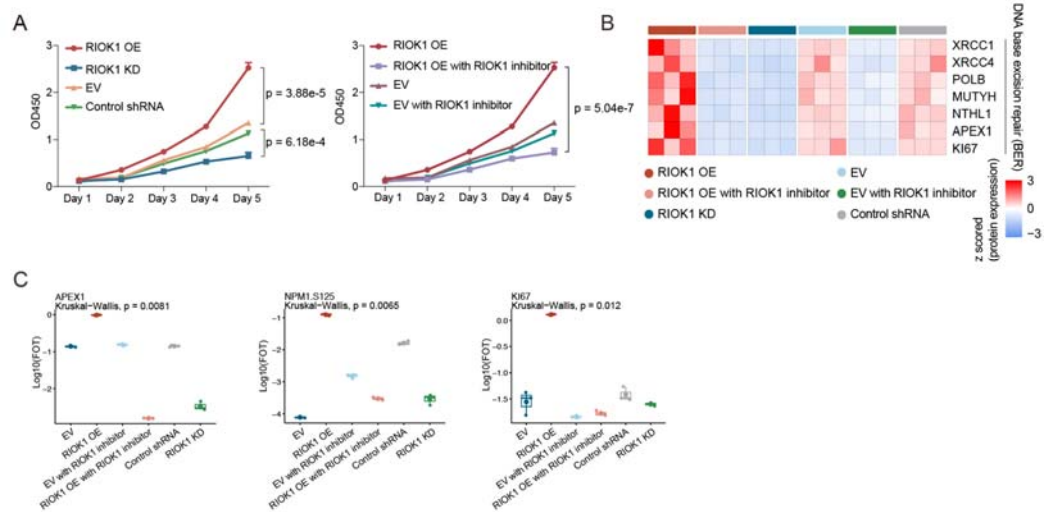 A
3
2
1
0
OD450
RIOK1 OE
RIOK1 KD
EV
Control shRNA
p = 3.88e-5
p = 6.18e-4
Day 1 Day 2 Day 3 Day 4 Day 5
3
2
1
0
OD450
RIOK1 OE
RIOK1 OE with RIOK1 inhibitor
EV
EV with RIOK1 inhibitor
p = 5.04e-7
Day 1 Day 2 Day 3 Day 4 Day 5
B
XRCC1
XRCC4
POLB
MUTYH
NTHL1
APEX1
KI67
DNA base excision repair (BER)
RIOK1 OE
RIOK1 OE with RIOK1 inhibitor
RIOK1 KD
EV
EV with RIOK1 inhibitor
Control shRNA
z scored
(protein expression)
3
0
−3
C
APEX1
Kruskal−Wallis, p = 0.0081
Log10(FOT)
0
−1
−2
EV
RIOK1 OE
EV with RIOK1 inhibitor
RIOK1 OE with RIOK1 inhibitor
Control shRNA
RIOK1 KD
NPM1.S125
Kruskal−Wallis, p = 0.0065
Log10(FOT)
−1
−2
−3
−4
EV
RIOK1 OE
EV with RIOK1 inhibitor
RIOK1 OE with RIOK1 inhibitor
Control shRNA
RIOK1 KD
KI67
Kruskal−Wallis, p = 0.012
Log10(FOT)
0.0
−0.5
−1.0
−1.5
EV
RIOK1 OE
EV with RIOK1 inhibitor
RIOK1 OE with RIOK1 inhibitor
Control shRNA
RIOK1 KD